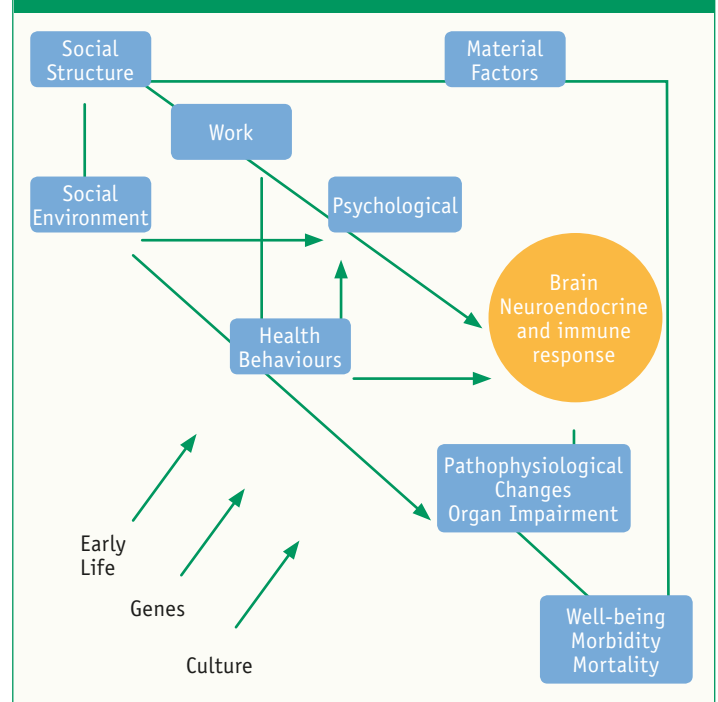 Social
Structure
Material
Factors
Work
Social
Environment
Psychological
Brain
Neuroendocrine
and immune
response
Health
Behaviours
Pathophysiological
Changes
Organ Impairment
Early
Life
Genes
Culture
Well-being
Morbidity
Mortality